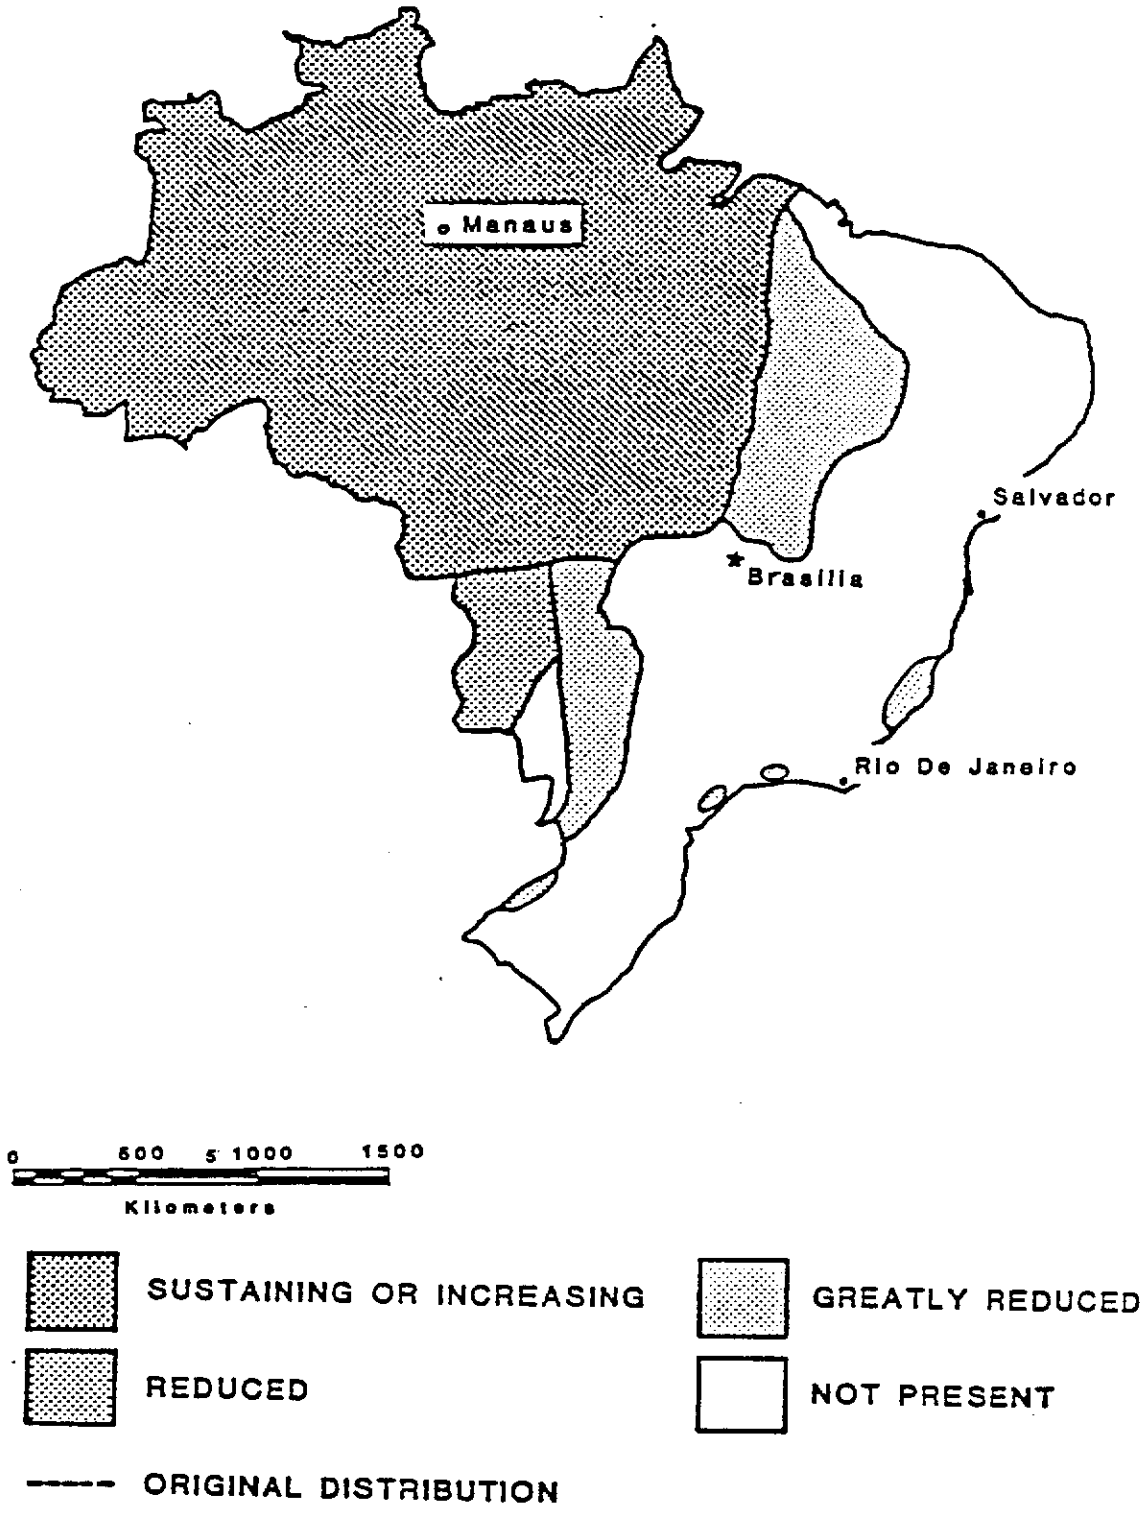 Manaus
Salvador
Brasilia
Rio De Janeiro
0 500 5 1000 1500
Kilometers
SUSTAINING OR INCREASING
GREATLY REDUCED
REDUCED
NOT PRESENT
ORIGINAL DISTRIBUTION